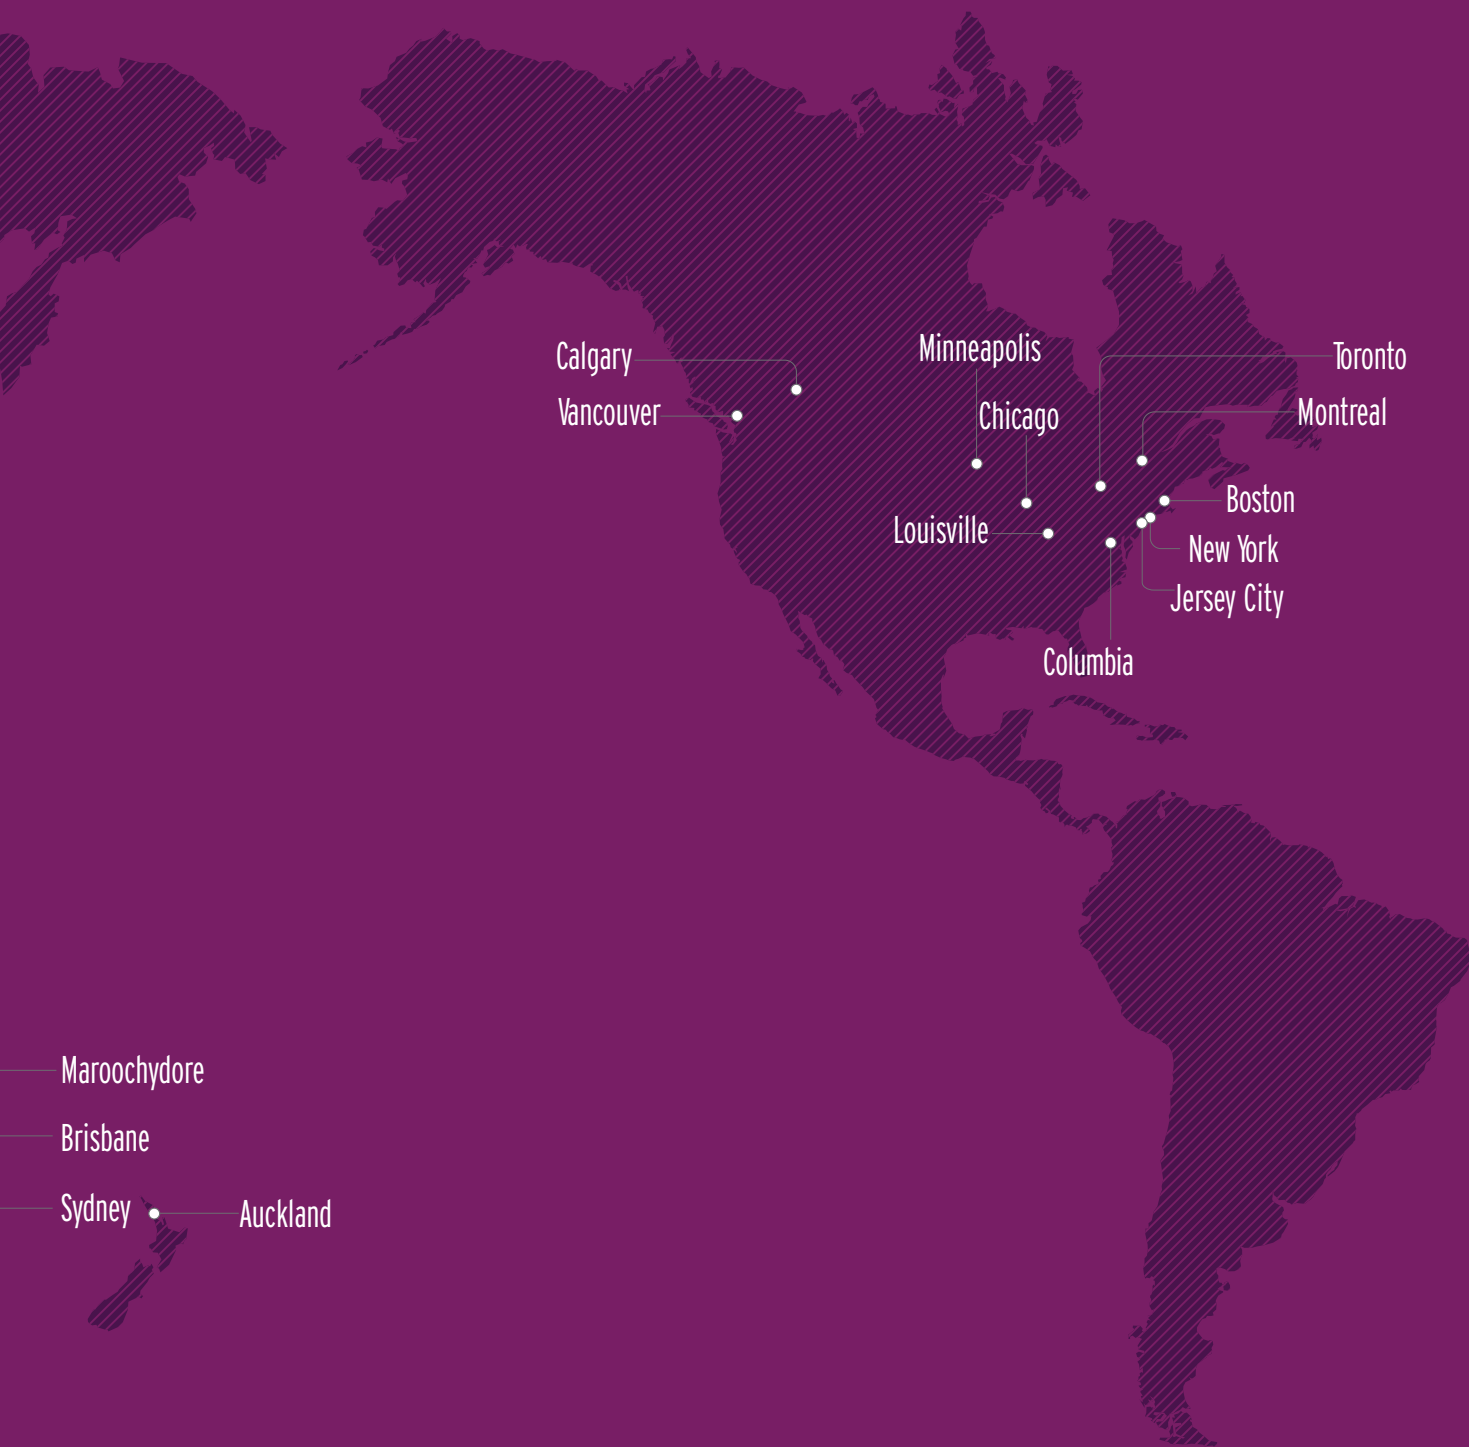 Minneapolis
Calgary
Toronto
Vancouver
Chicago
Montreal
Boston
Louisville
New York
Jersey City
Columbia
Maroochydore
Brisbane
Sydney
Auckland